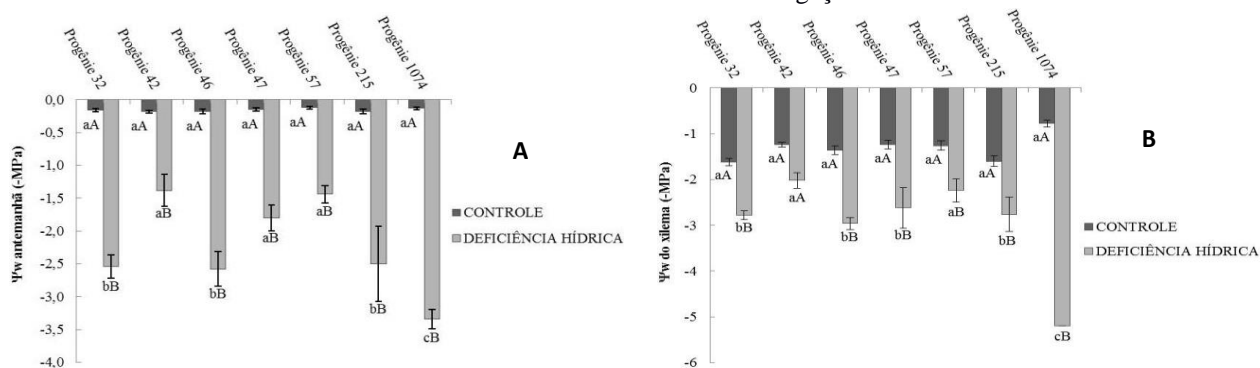 Progênie 32
Progênie 42
Progênie 46
Progênie 47
Progênie 57
Progênie 215
Progênie 1074
0,0
-0,5
-1,0
-1,5
-2,0
-2,5
-3,0
-3,5
-4,0
Ψw antemanhã (-MPa)
aA aA aA aA aA aA aA
bB aB bB aB aB bB cB
A
CONTROLE
DEFICIÊNCIA HÍDRICA
Progênie 32
Progênie 42
Progênie 46
Progênie 47
Progênie 57
Progênie 215
Progênie 1074
0
-1
-2
-3
-4
-5
-6
Ψw do xilema (-MPa)
aA aA aA aA aA aA aA
bB aA bB bB aB bB cB
B
CONTROLE
DEFICIÊNCIA HÍDRICA